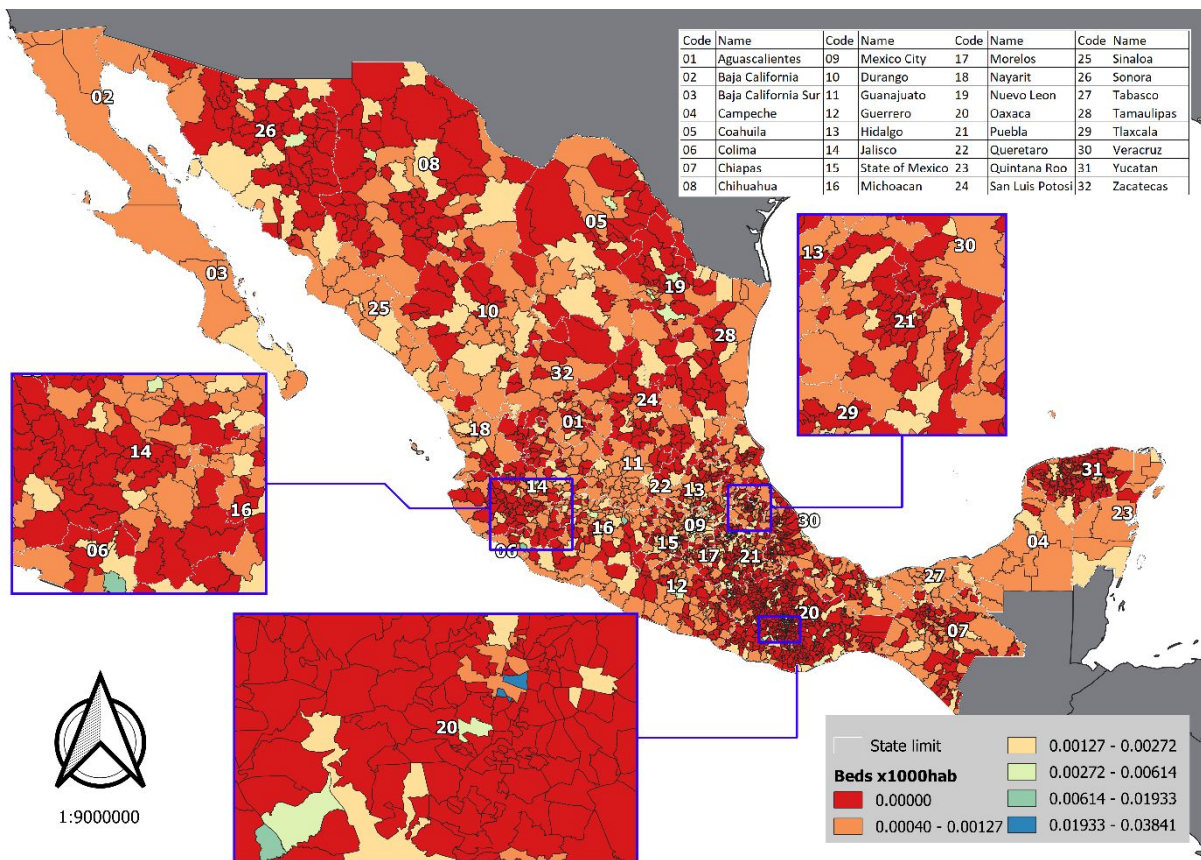 Code Name Code Name Code Name Code Name
01 Aguascalientes 09 Mexico City 17 Morelos 25 Sinaloa
02 Baja California 10 Durango 18 Nayarit 26 Sonora
03 Baja California Sur 11 Guanajuato 19 Nuevo Leon 27 Tabasco
04 Campeche 12 Guerrero 20 Oaxaca 28 Tamaulipas
05 Coahuila 13 Hidalgo 21 Puebla 29 Tlaxcala
06 Colima 14 Jalisco 22 Queretaro 30 Veracruz
07 Chiapas 15 State of Mexico 23 Quintana Roo 31 Yucatan
08 Chihuahua 16 Michoacan 24 San Luis Potosi 32 Zacatecas
02
26
08
05
03
19
25
10
28
32
24
18
01
11
14
22
13
16
09
30
06
15
17
21
12
20
27
07
04
23
31
13
30
21
29
14
16
06
20
1:9000000
State limit
Beds x1000hab
0.00000
0.00040 - 0.00127
0.00127 - 0.00272
0.00272 - 0.00614
0.00614 - 0.01933
0.01933 - 0.03841